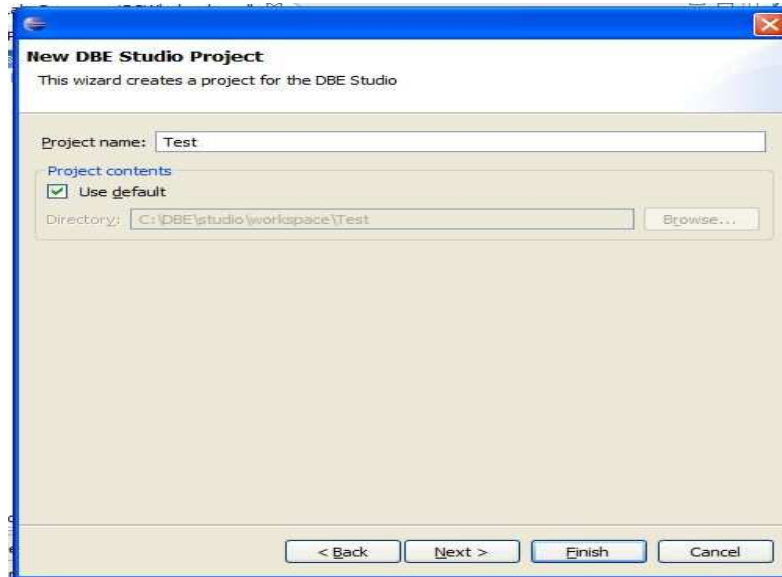 New DBE Studio Project
This wizard creates a project for the DBE Studio
Project name: Test
Project contents
Use default
Directory: C:\DBE\studio\workspace\Test Browse...
< Back Next > Finish Cancel